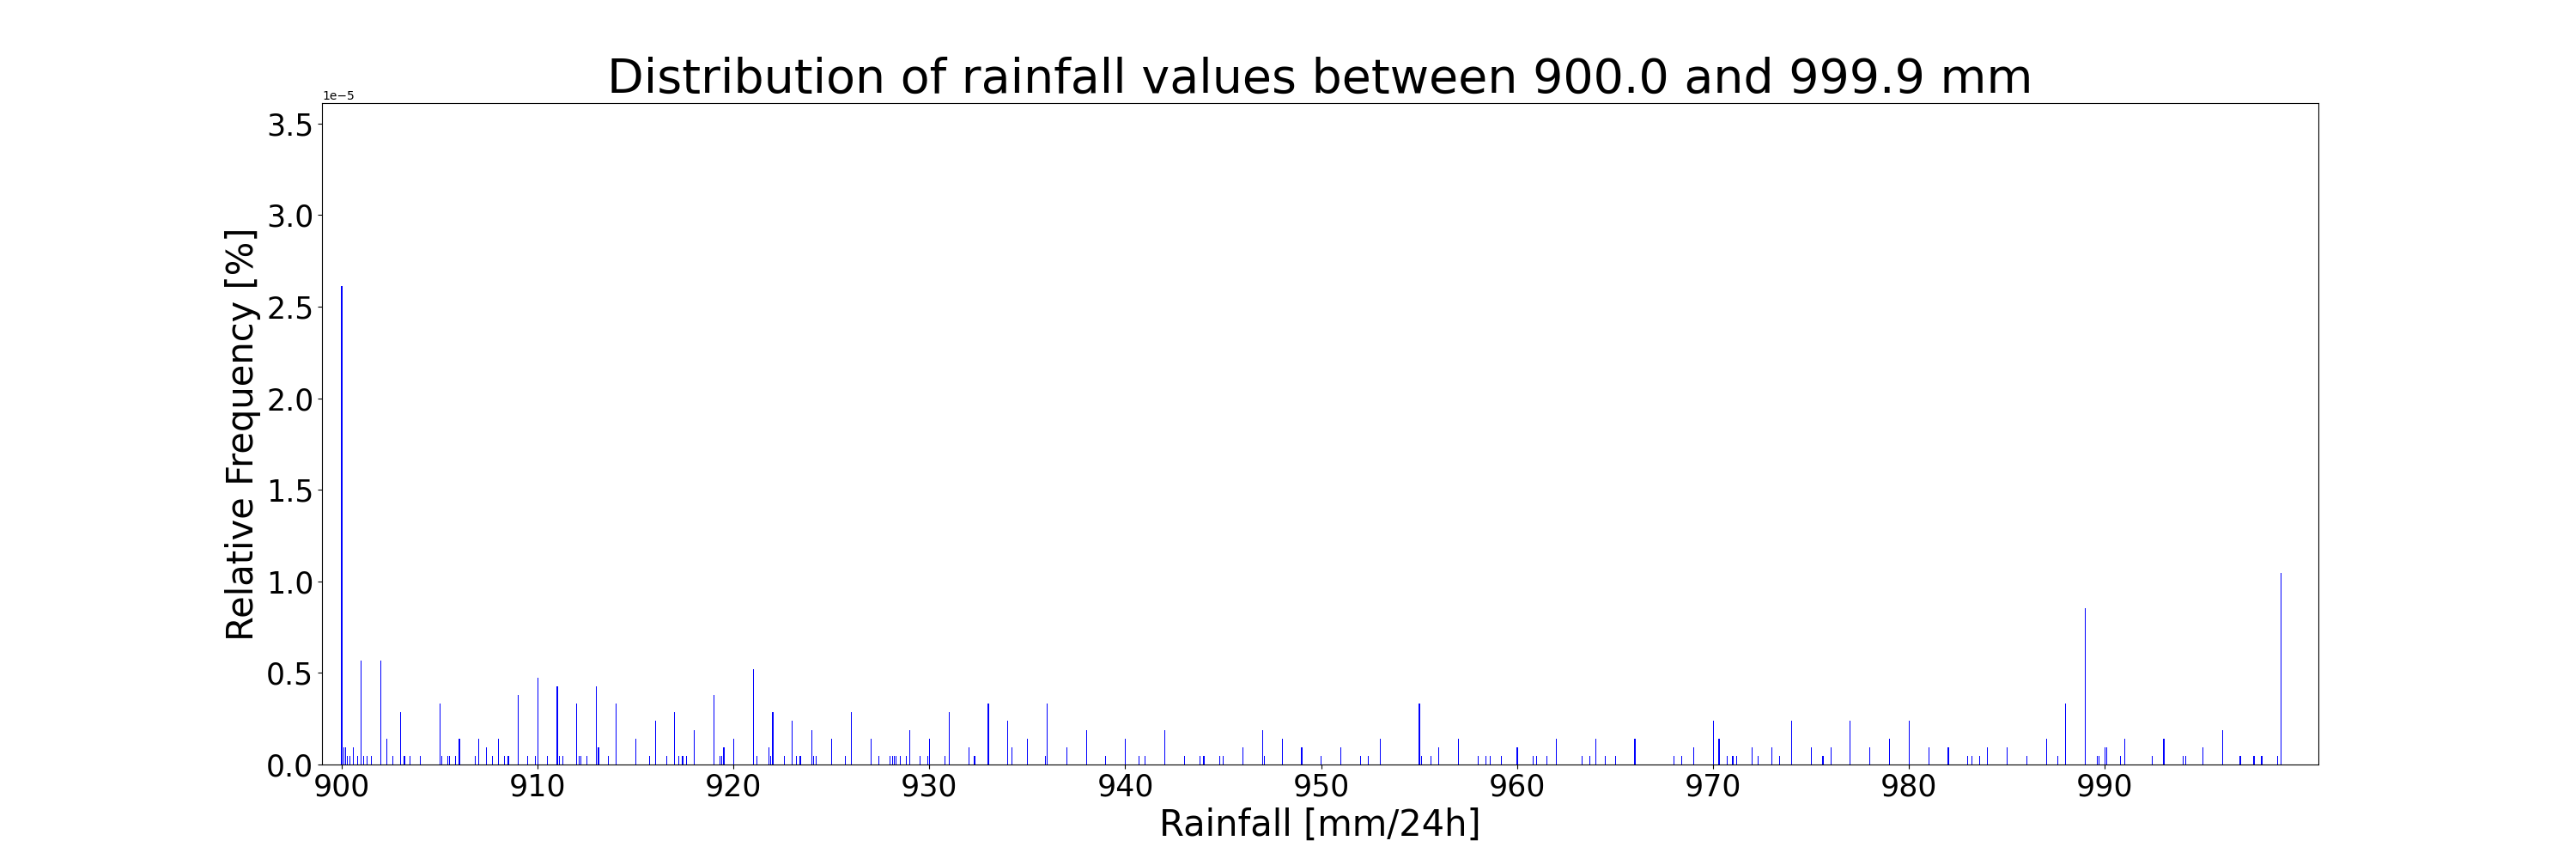 Distribution of rainfall values between 900.0 and 999.9 mm
1e−5
3.5
3.0
2.5
2.0
1.5
1.0
0.5
0.0
Relative Frequency [%]
900 910 920 930 940 950 960 970 980 990
Rainfall [mm/24h]